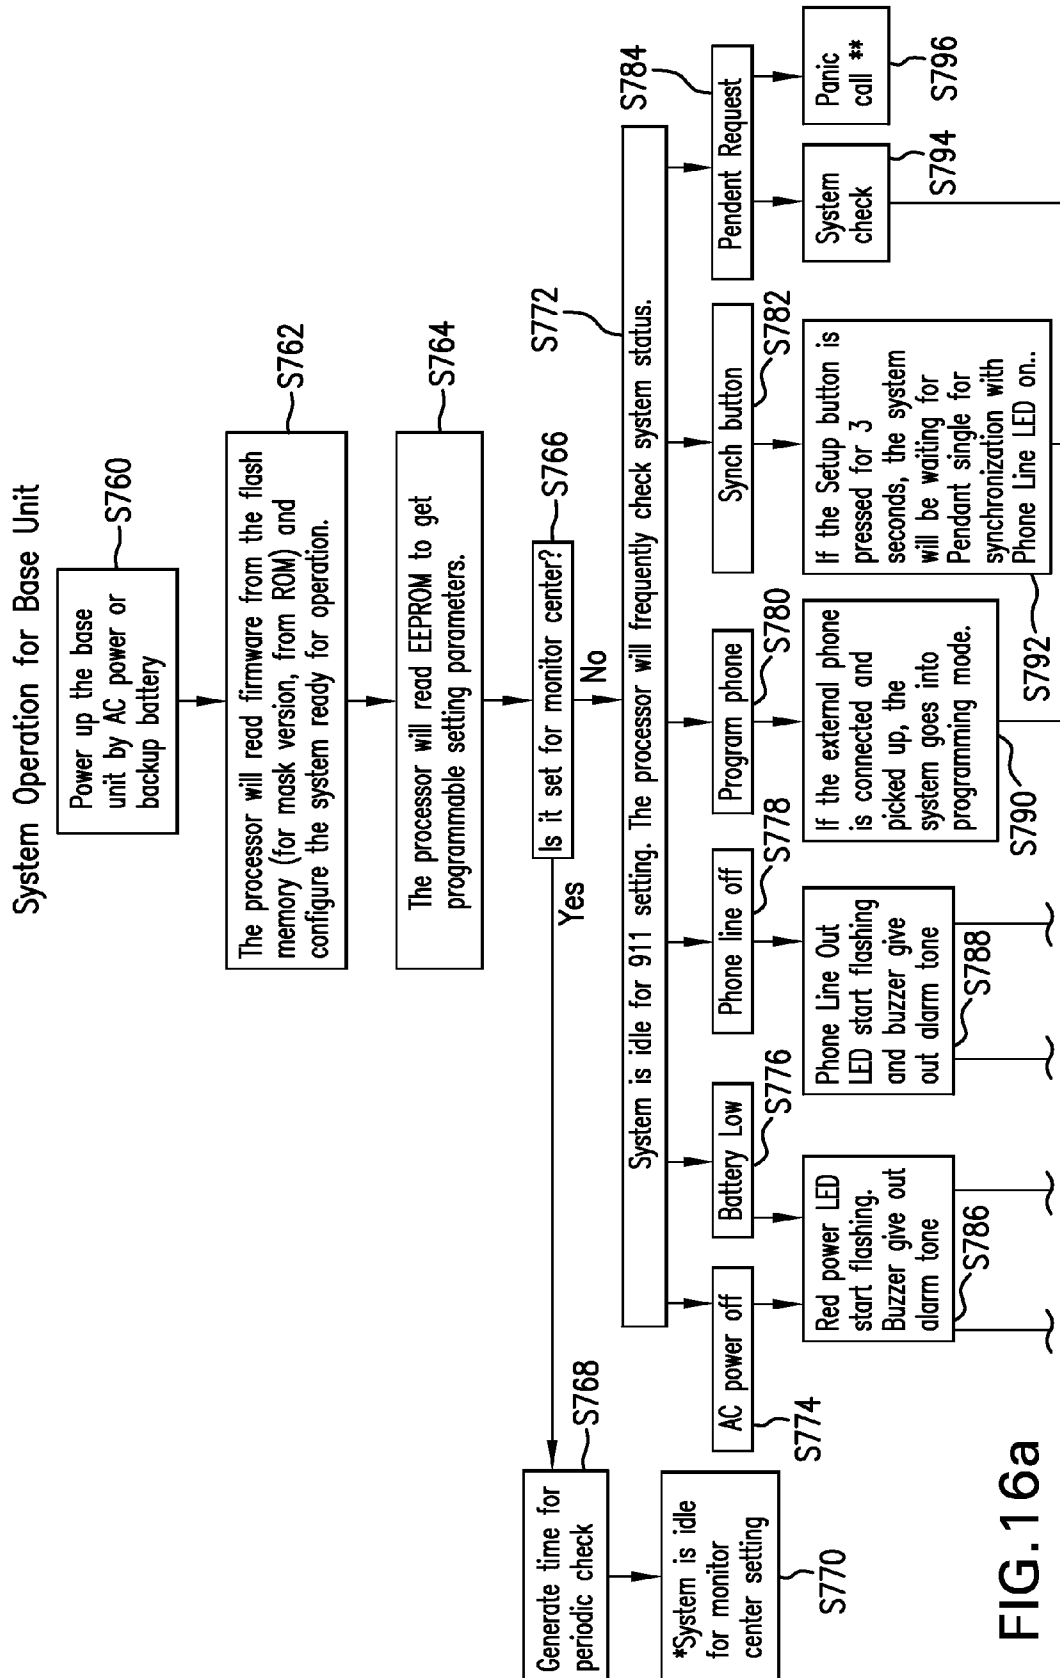 System Operation for Base Unit
Power up the base
unit by AC power or
backup battery
S760
The processor will read firmware from the flash
memory (for mask version, from ROM) and
configure the system ready for operation.
S762
The processor will read EEPROM to get
programmable setting parameters.
S764
Is it set for monitor center?
S766
Yes
No
Generate time for
periodic check
S768
*System is idle
for monitor
center setting
S770
System is idle for 911 setting. The processor will frequently check system status.
S772
AC power off
S774
Battery Low
S776
Phone line off
S778
Program phone
S780
Synch button
S782
Pendent Request
S784
Red power LED
start flashing.
Buzzer give out
alarm tone
S786
Phone Line Out
LED start flashing
and buzzer give
out alarm tone
S788
If the external phone
is connected and
picked up, the
system goes into
programming mode.
S790
If the Setup button is
pressed for 3
seconds, the system
will be waiting for
Pendant single for
synchronization with
Phone Line LED on..
S792
System
check
S794
Panic
call **
S796
FIG.16a